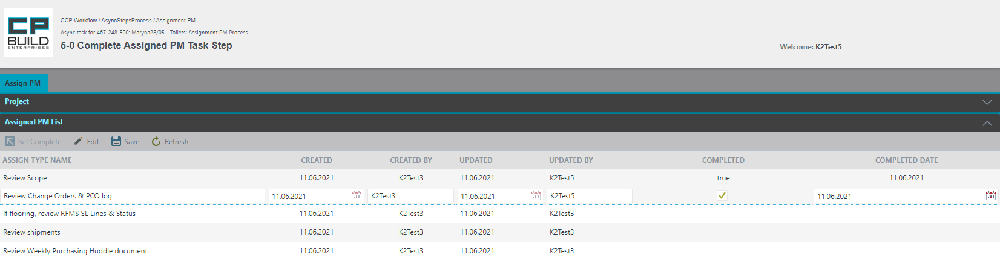 CP
BUILD
ENTERPRISES
CCP Workflow / AsyncStepsProcess / Assignment PM
Async task for 467-248-500: Maryna28/05 - Toilets: Assignment PM Process
5-0 Complete Assigned PM Task Step
Welcome: K2Test5
Assign PM
Project
Assigned PM List
Set Complete Edit Save Refresh
ASSIGN TYPE NAME CREATED CREATED BY UPDATED UPDATED BY COMPLETED COMPLETED DATE
Review Scope 11.06.2021 K2Test3 11.06.2021 K2Test5 true 11.06.2021
Review Change Orders & PCO log 11.06.2021 K2Test3 11.06.2021 K2Test5 11.06.2021
If flooring, review RFMS SL Lines & Status 11.06.2021 K2Test3 11.06.2021 K2Test3
Review shipments 11.06.2021 K2Test3 11.06.2021 K2Test3
Review Weekly Purchasing Huddle document 11.06.2021 K2Test3 11.06.2021 K2Test3